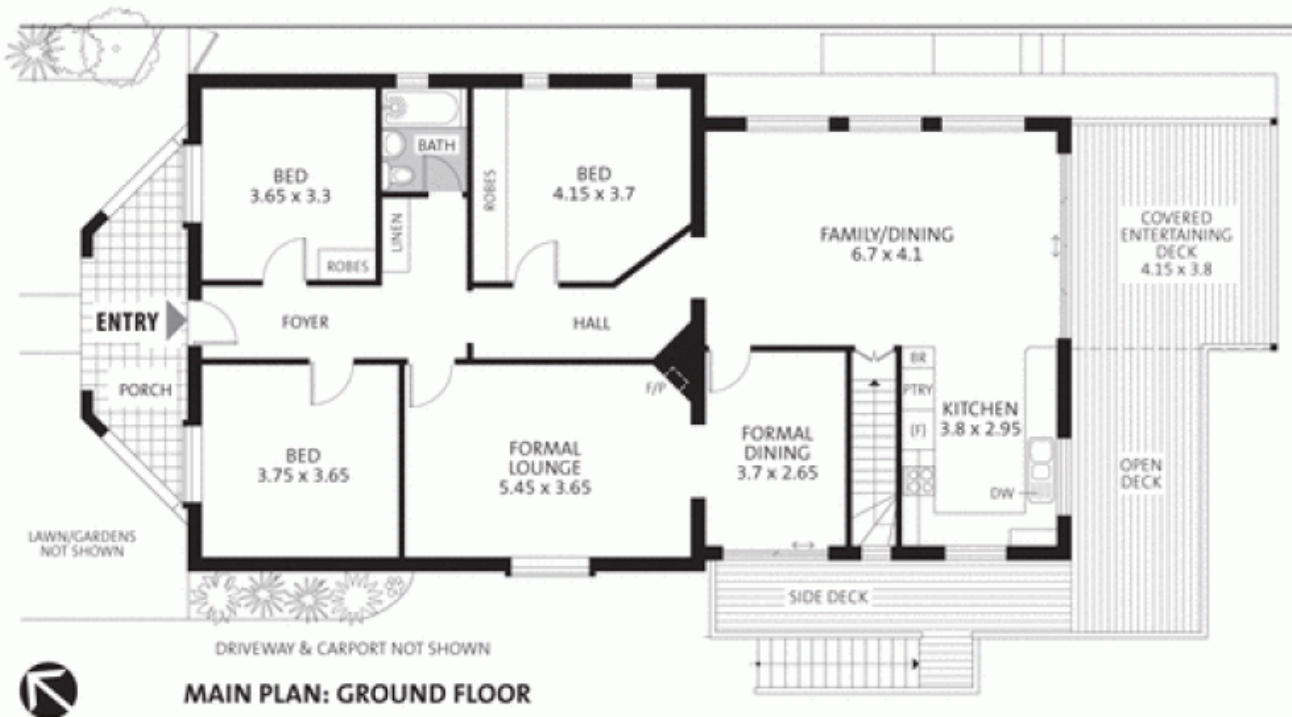 BED
3.65 x 3.3
ROBES
BATH
LINEN
ROBES
BED
4.15 x 3.7
FAMILY/DINING
6.7 x 4.1
COVERED
ENTERTAINING
DECK
4.15 x 3.8
ENTRY
FOYER
HALL
PORCH
BED
3.75 x 3.65
F/P
FORMAL
LOUNGE
5.45 x 3.65
FORMAL
DINING
3.7 x 2.65
BR
PTRY
(F)
KITCHEN
3.8 x 2.95
DW
OPEN
DECK
LAWN/GARDENS
NOT SHOWN
SIDE DECK
DRIVEWAY & CARPORT NOT SHOWN
MAIN PLAN: GROUND FLOOR